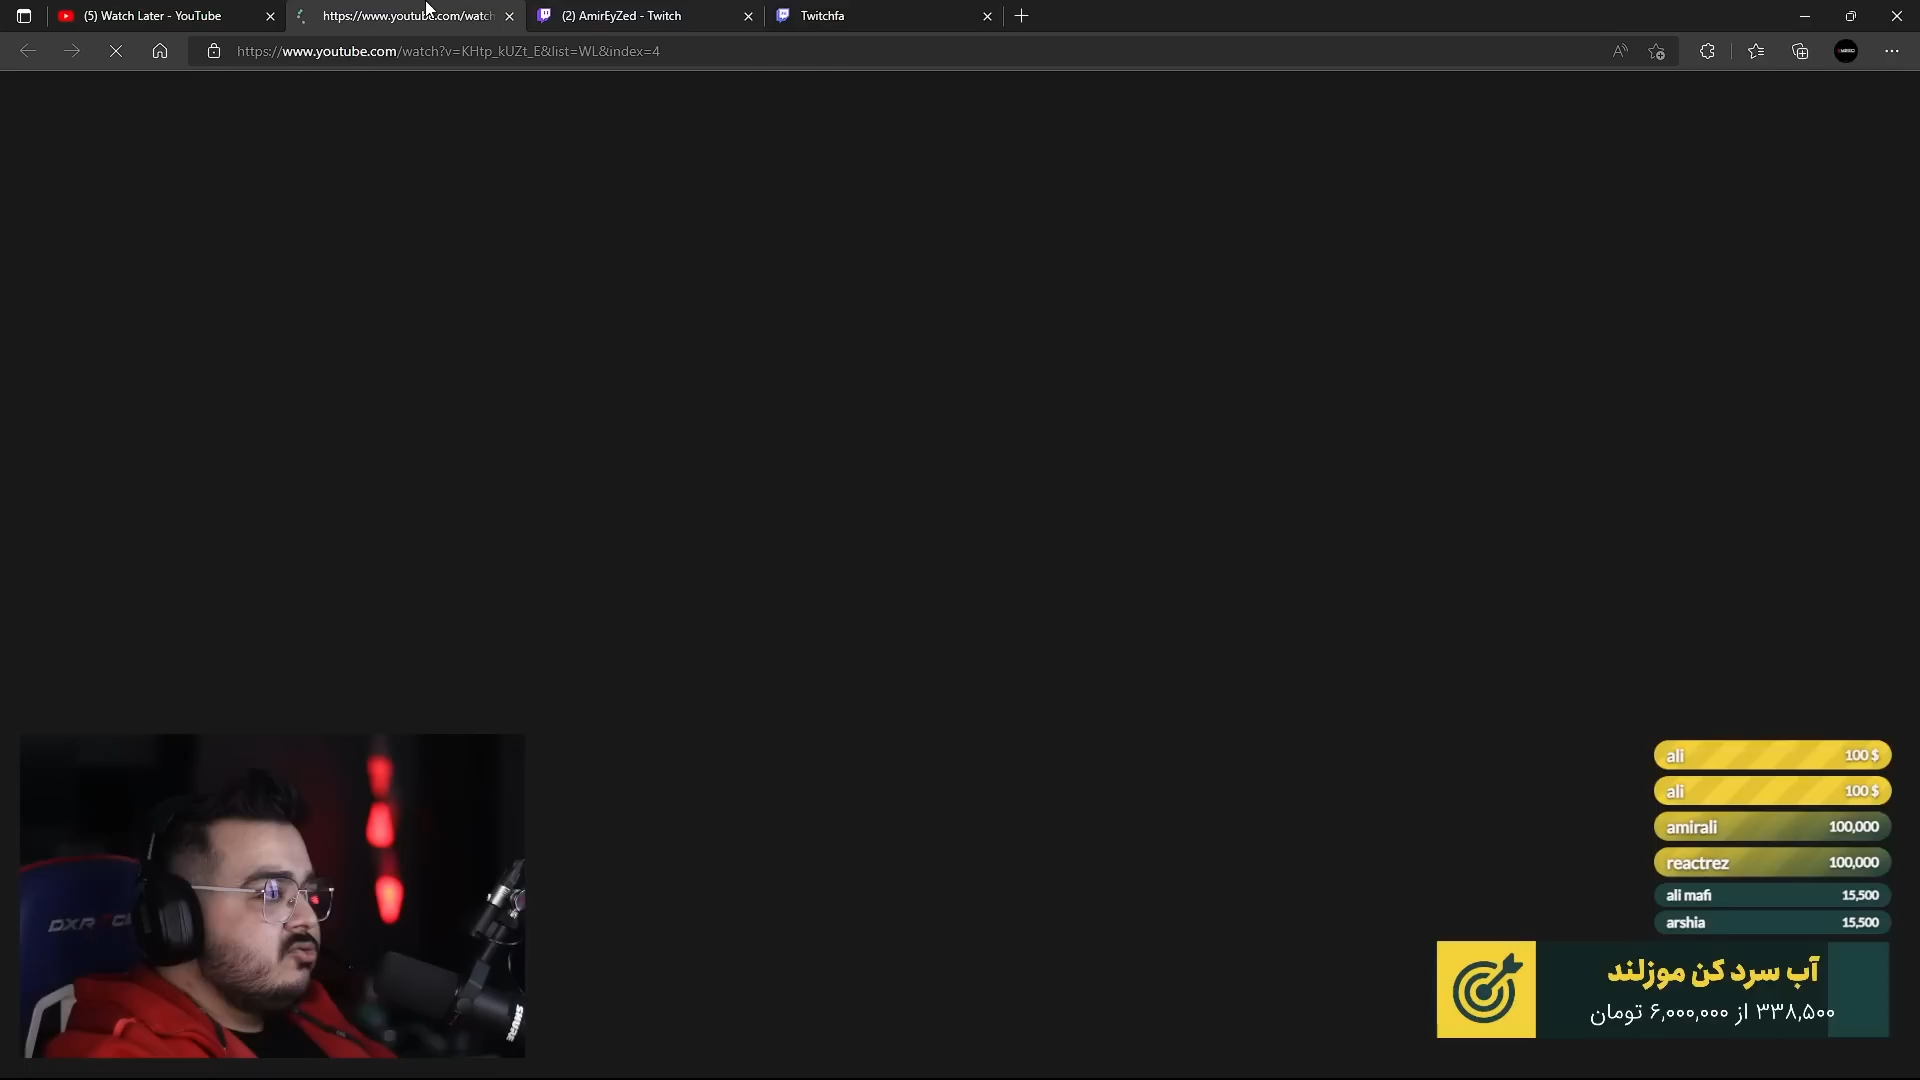 (5) Watch Later - YouTube
https://www.youtube.com/watch
(2) AmirEyZed - Twitch
Twitchfa
https://www.youtube.com/watch?v=KHtp_kUZt_E&list=WL&index=4
ali 100 $
ali 100 $
amirali 100,000
reactrez 100,000
ali mafi 15,500
arshia 15,500
آب سرد کن موزلند
۳۳۸,۵۰۰ از ۶,۰۰۰,۰۰۰ تومان
SHURE